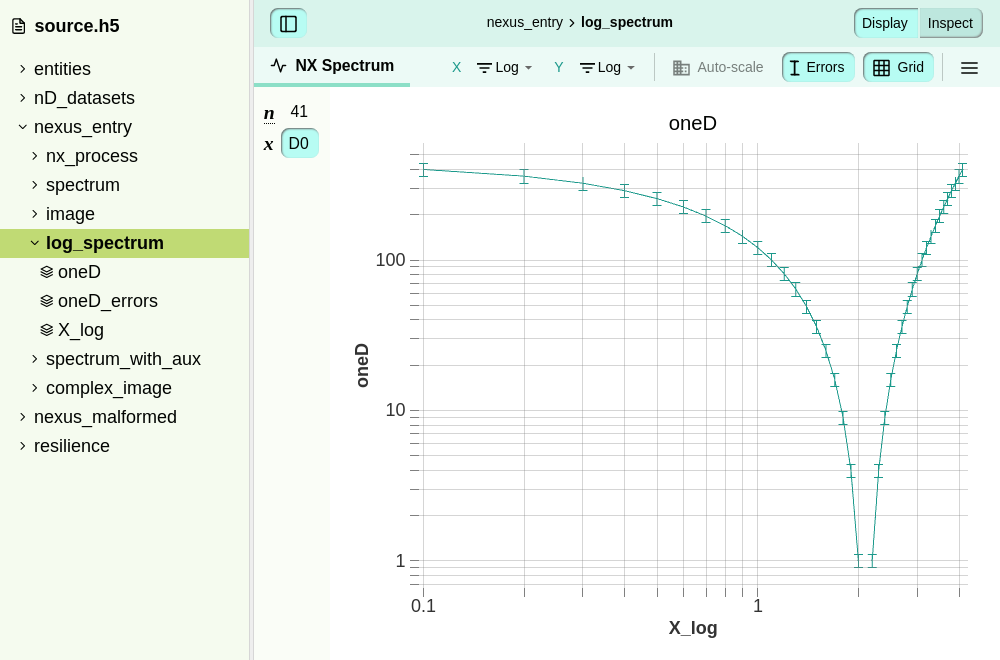 source.h5
entities
nD_datasets
nexus_entry
nx_process
spectrum
image
log_spectrum
oneD
oneD_errors
X_log
spectrum_with_aux
complex_image
nexus_malformed
resilience
nexus_entry › log_spectrum
Display Inspect
NX Spectrum X Log Y Log Auto-scale Errors Grid
n 41
x D0
oneD
100
10
1
oneD
0.1 1
X_log